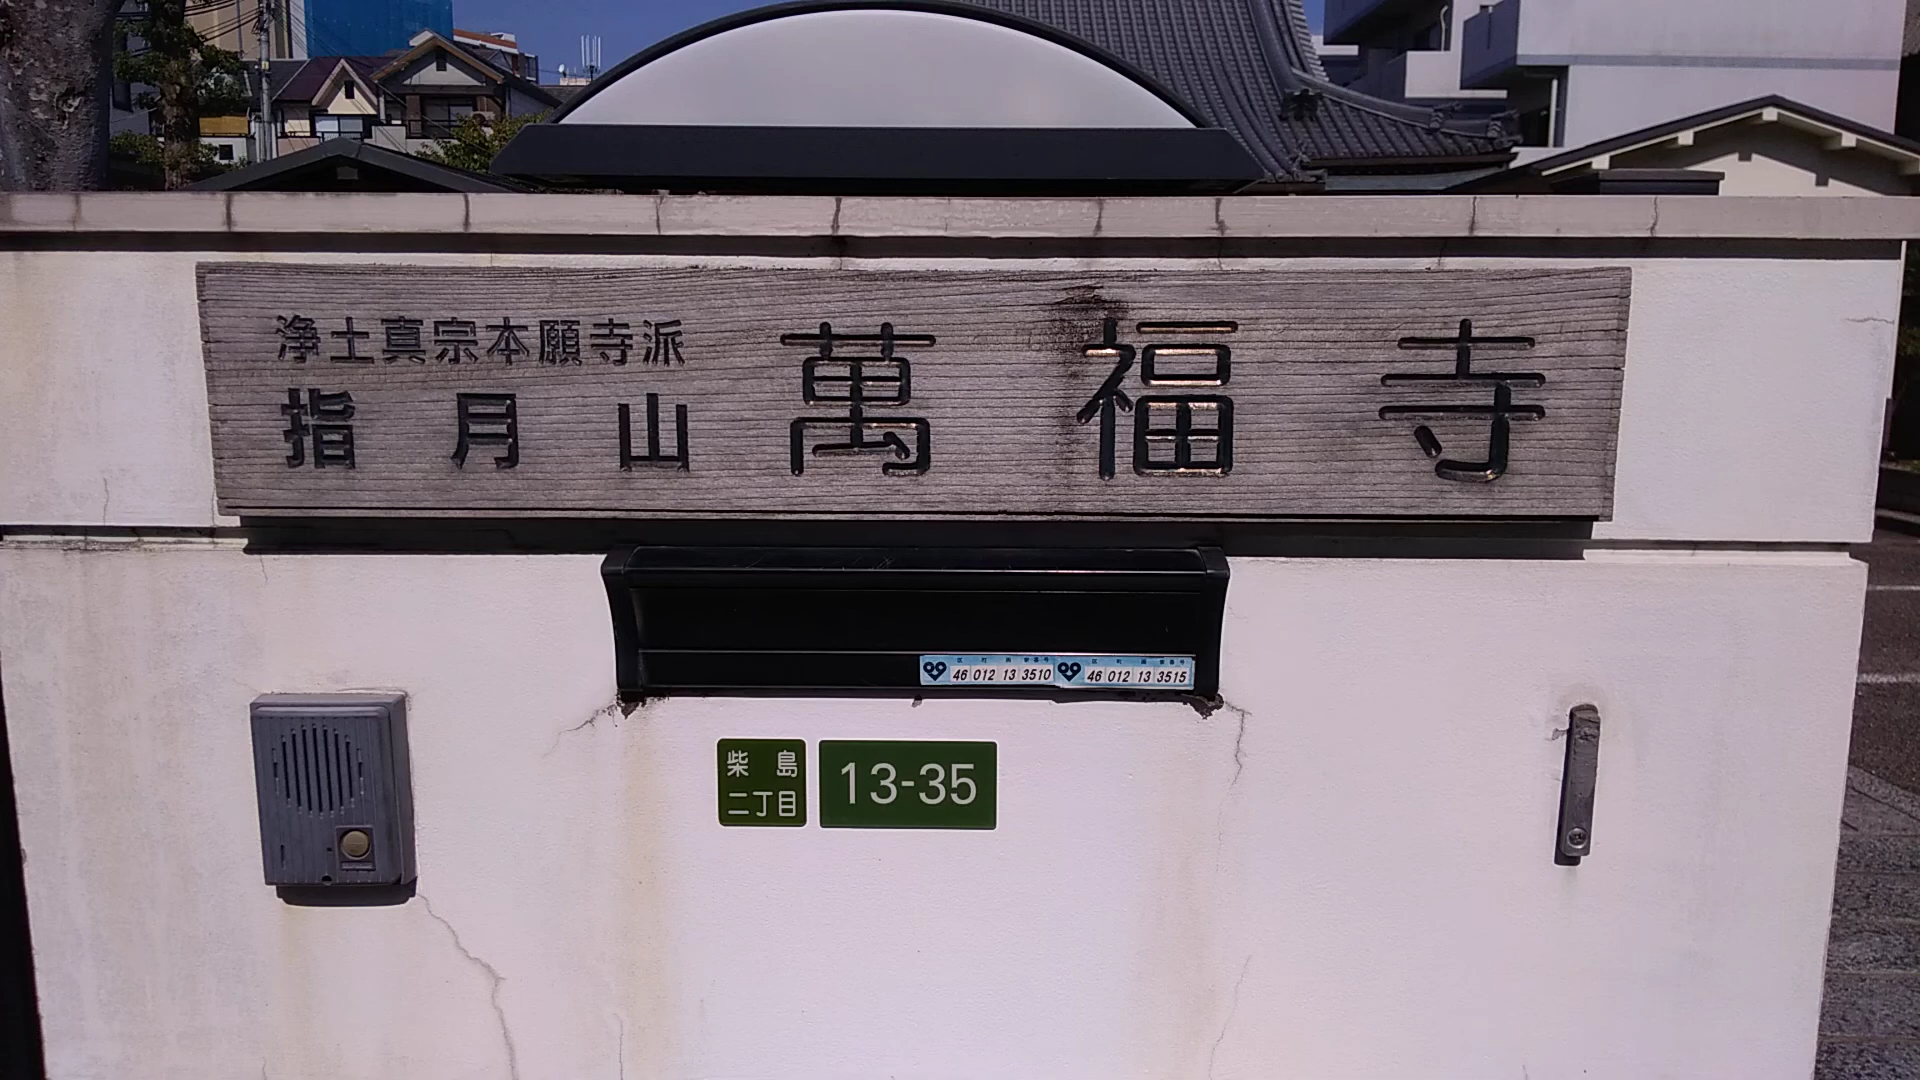 浄土真宗本願寺派
指月山
萬福寺
46 012 13 3510
46 012 13 3515
柴島
二丁目
13-35